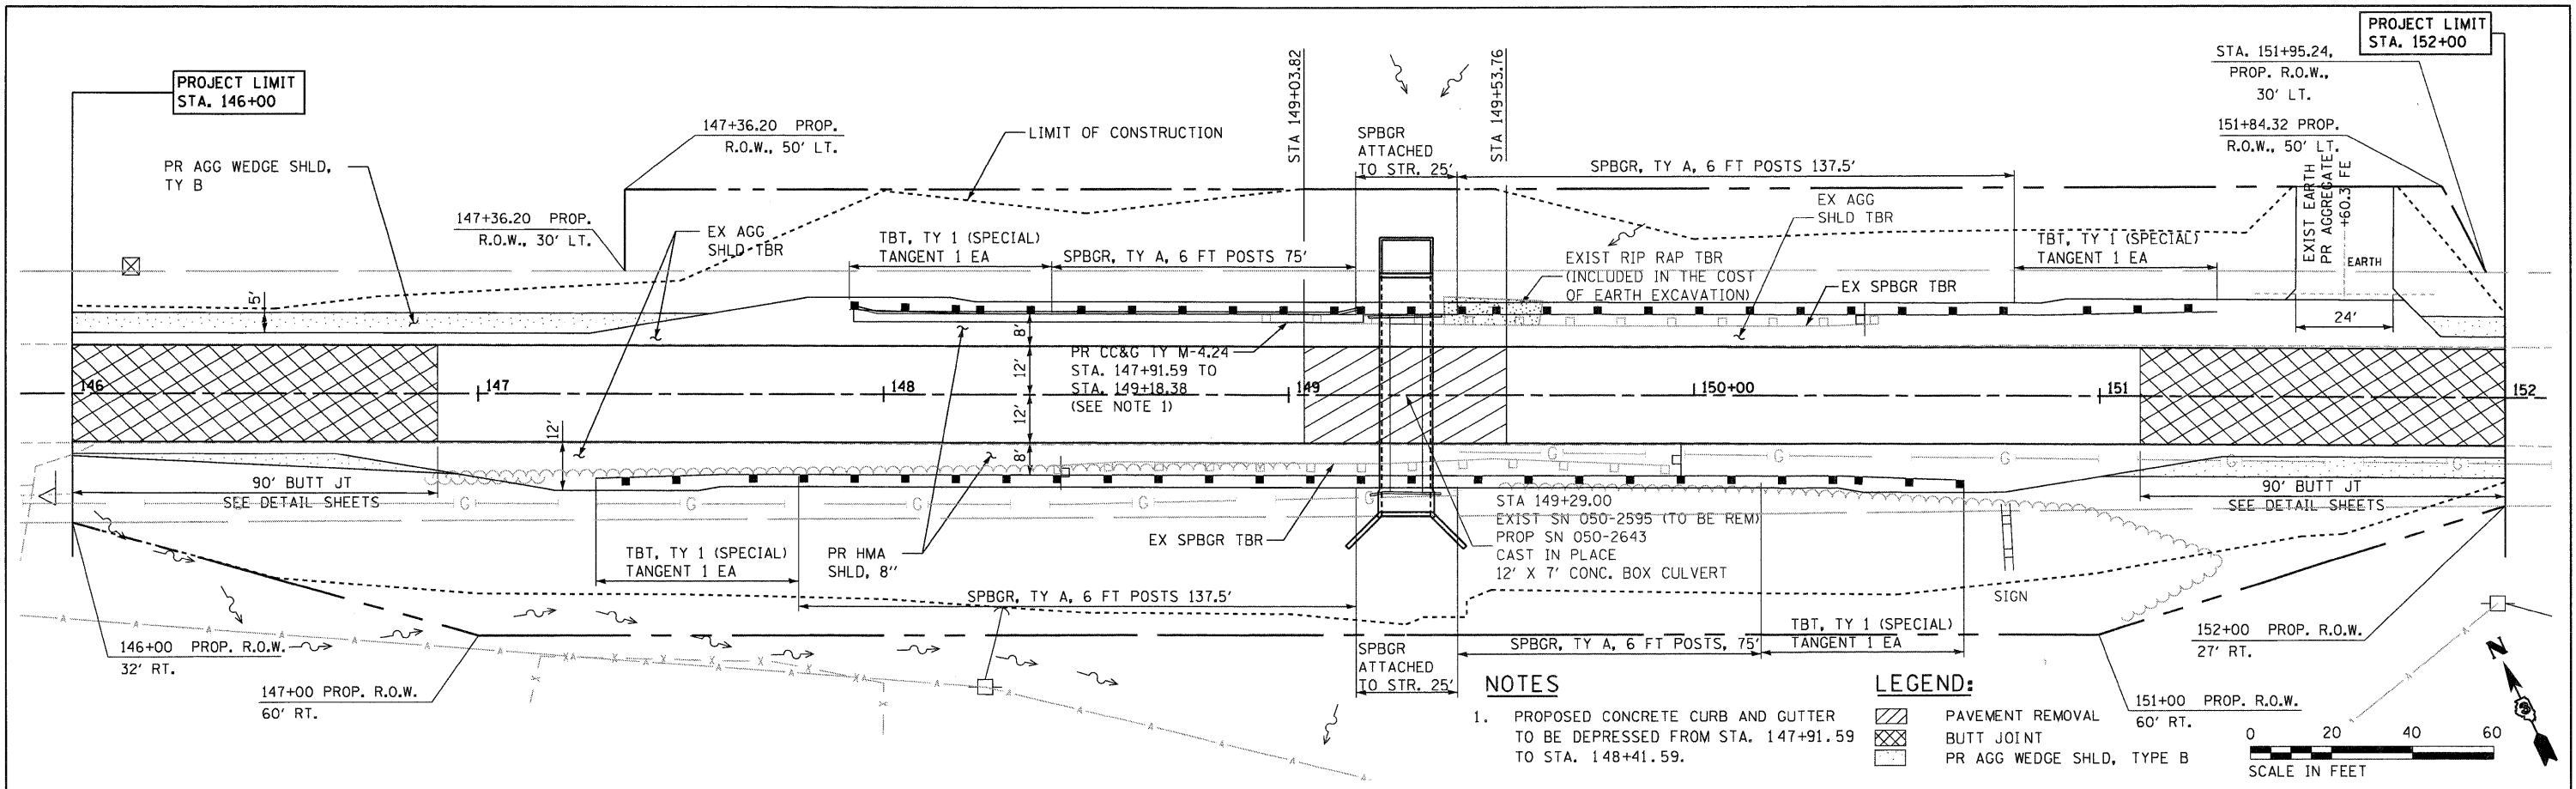 PROJECT LIMIT
STA. 146+00
PR AGG WEDGE SHLD,
TY B
147+36.20 PROP.
R.O.W., 50' LT.
147+36.20 PROP.
R.O.W., 30' LT.
LIMIT OF CONSTRUCTION
EX AGG
SHLD TBR
TBT, TY 1 (SPECIAL)
TANGENT 1 EA
SPBGR, TY A, 6 FT POSTS 75'
STA 149+03.82
SPBGR
ATTACHED
TO STR. 25'
STA 149+53.76
SPBGR, TY A, 6 FT POSTS 137.5'
EX AGG
SHLD TBR
EXIST RIP RAP TBR
(INCLUDED IN THE COST
OF EARTH EXCAVATION)
EX SPBGR TBR
TBT, TY 1 (SPECIAL)
TANGENT 1 EA
STA. 151+95.24,
PROP. R.O.W.,
30' LT.
151+84.32 PROP.
R.O.W., 50' LT.
PROJECT LIMIT
STA. 152+00
EXIST EARTH
PR AGGREGATE
+60.3 FE
EARTH
24'
5'
8'
12'
12'
8'
12'
PR CC&G TY M-4.24
STA. 147+91.59 TO
STA. 149+18.38
(SEE NOTE 1)
146
147
148
149
150+00
151
152
90' BUTT JT
SEE DETAIL SHEETS
G
G
G
G
G
G
G
G
G
G
G
G
90' BUTT JT
SEE DETAIL SHEETS
TBT, TY 1 (SPECIAL)
TANGENT 1 EA
PR HMA
SHLD, 8"
EX SPBGR TBR
STA 149+29.00
EXIST SN 050-2595 (TO BE REM)
PROP SN 050-2643
CAST IN PLACE
12' X 7' CONC. BOX CULVERT
SIGN
SPBGR, TY A, 6 FT POSTS 137.5'
SPBGR
ATTACHED
TO STR. 25'
SPBGR, TY A, 6 FT POSTS, 75'
TBT, TY 1 (SPECIAL)
TANGENT 1 EA
146+00 PROP. R.O.W.
32' RT.
147+00 PROP. R.O.W.
60' RT.
152+00 PROP. R.O.W.
27' RT.
151+00 PROP. R.O.W.
60' RT.
NOTES
1. PROPOSED CONCRETE CURB AND GUTTER
TO BE DEPRESSED FROM STA. 147+91.59
TO STA. 148+41.59.
LEGEND:
PAVEMENT REMOVAL
BUTT JOINT
PR AGG WEDGE SHLD, TYPE B
N
0 20 40 60
SCALE IN FEET